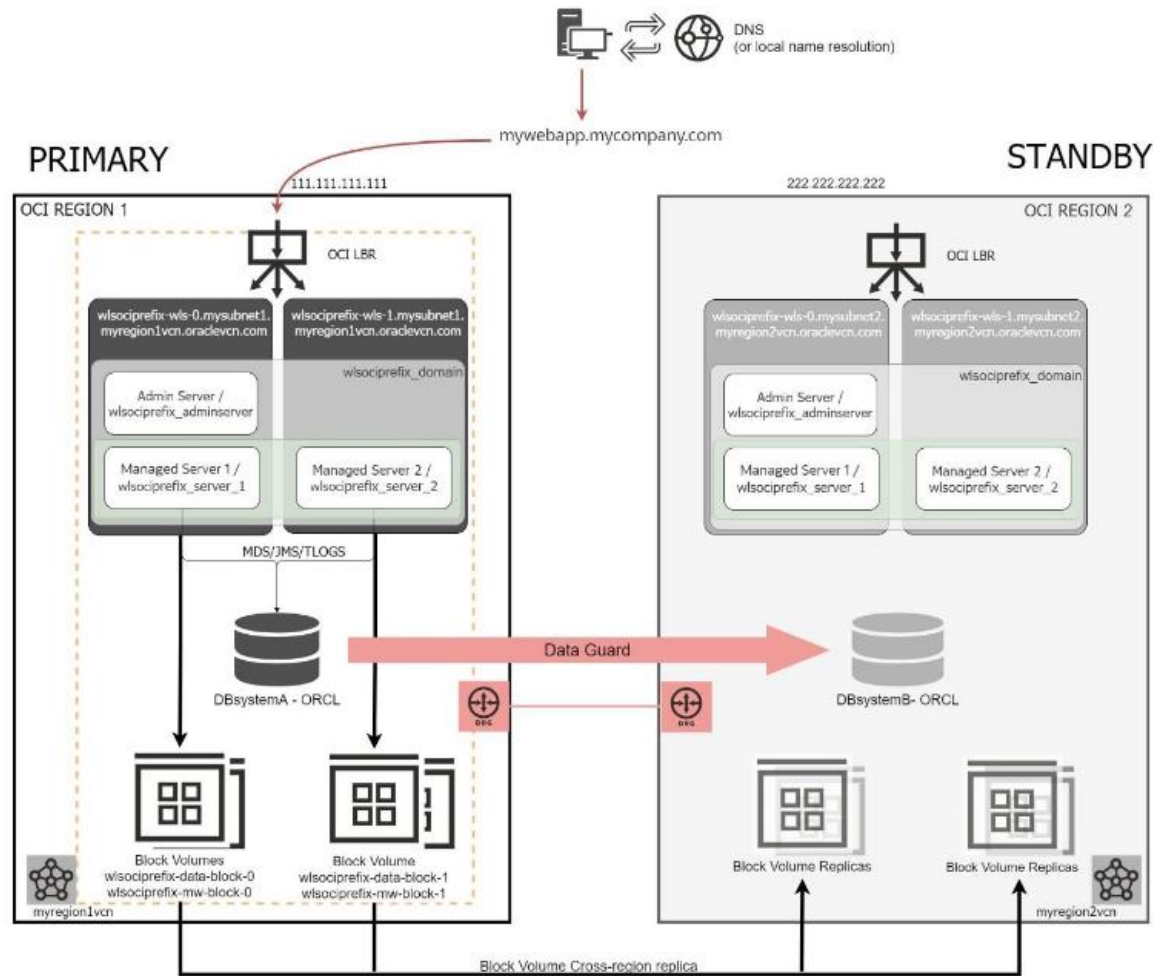 DNS
(or local name resolution)
mywebapp.mycompany.com
PRIMARY
STANDBY
111.111.111.111
222.222.222.222
OCI REGION 1
OCI REGION 2
OCI LBR
OCI LBR
wlsociprefix-wls-0.mysubnet1.
myregion1vcn.oraclevcn.com
wlsociprefix-wls-1.mysubnet1.
myregion1vcn.oraclevcn.com
wlsociprefix-wls-0.mysubnet2.
myregion2vcn.oraclevcn.com
wlsociprefix-wls-1.mysubnet2.
myregion2vcn.oraclevcn.com
wlsociprefix_domain
wlsociprefix_domain
Admin Server /
wlsociprefix_adminserver
Admin Server /
wlsociprefix_adminserver
Managed Server 1 /
wlsociprefix_server_1
Managed Server 2 /
wlsociprefix_server_2
Managed Server 1 /
wlsociprefix_server_1
Managed Server 2 /
wlsociprefix_server_2
MDS/JMS/TLOGS
Data Guard
DBsystemA - ORCL
DBsystemB- ORCL
DRG
DRG
Block Volumes
wlsociprefix-data-block-0
wlsociprefix-mw-block-0
Block Volume
wlsociprefix-data-block-1
wlsociprefix-mw-block-1
Block Volume Replicas
Block Volume Replicas
myregion1vcn
myregion2vcn
Block Volume Cross-region replica